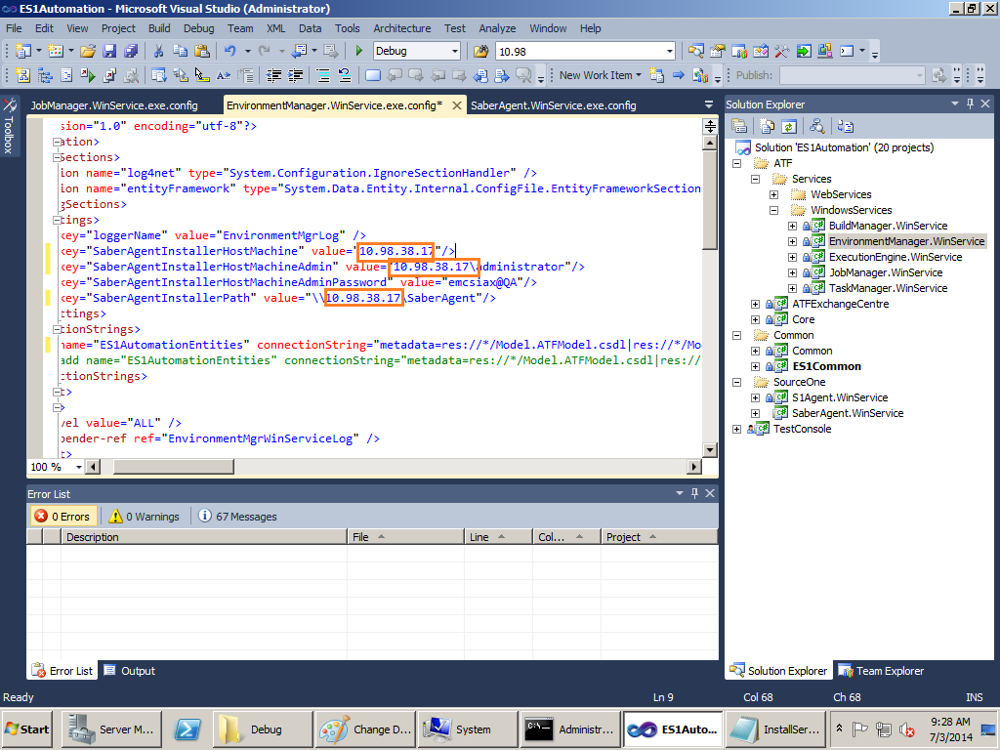 ES1Automation - Microsoft Visual Studio (Administrator)
File Edit View Project Build Debug Team XML Data Tools Architecture Test Analyze Window Help
Debug 10.98
New Work Item Publish:
JobManager.WinService.exe.config EnvironmentManager.WinService.exe.config* SaberAgent.WinService.exe.config
Toolbox
sion="1.0" encoding="utf-8"?>
ation>
Sections>
ion name="log4net" type="System.Configuration.IgnoreSectionHandler" />
ion name="entityFramework" type="System.Data.Entity.Internal.ConfigFile.EntityFrameworkSection
gSections>
tings>
key="loggerName" value="EnvironmentMgrLog" />
key="SaberAgentInstallerHostMachine" value="10.98.38.17"/>
key="SaberAgentInstallerHostMachineAdmin" value="10.98.38.17\administrator"/>
key="SaberAgentInstallerHostMachineAdminPassword" value="emcsiax@QA"/>
key="SaberAgentInstallerPath" value="\\10.98.38.17\SaberAgent"/>
ttings>
ctionStrings>
name="ES1AutomationEntities" connectionString="metadata=res://*/Model.ATFModel.csdl|res://*/Mo
add name="ES1AutomationEntities" connectionString="metadata=res://*/Model.ATFModel.csdl|res://
ctionStrings>
t>
>
vel value="ALL" />
pender-ref ref="EnvironmentMgrWinServiceLog" />
t>
100 %
Solution Explorer
Solution 'ES1Automation' (20 projects)
ATF
Services
WebServices
WindowsServices
BuildManager.WinService
EnvironmentManager.WinService
ExecutionEngine.WinService
JobManager.WinService
TaskManager.WinService
ATFExchangeCentre
Core
Common
Common
ES1Common
SourceOne
S1Agent.WinService
SaberAgent.WinService
TestConsole
Error List
0 Errors 0 Warnings 67 Messages
Description File Line Col... Project
Error List Output
Solution Explorer Team Explorer
Ready Ln 9 Col 68 Ch 68 INS
Start Server M... Debug Change D... System Administr... ES1Auto... InstallSer...
9:28 AM
7/3/2014